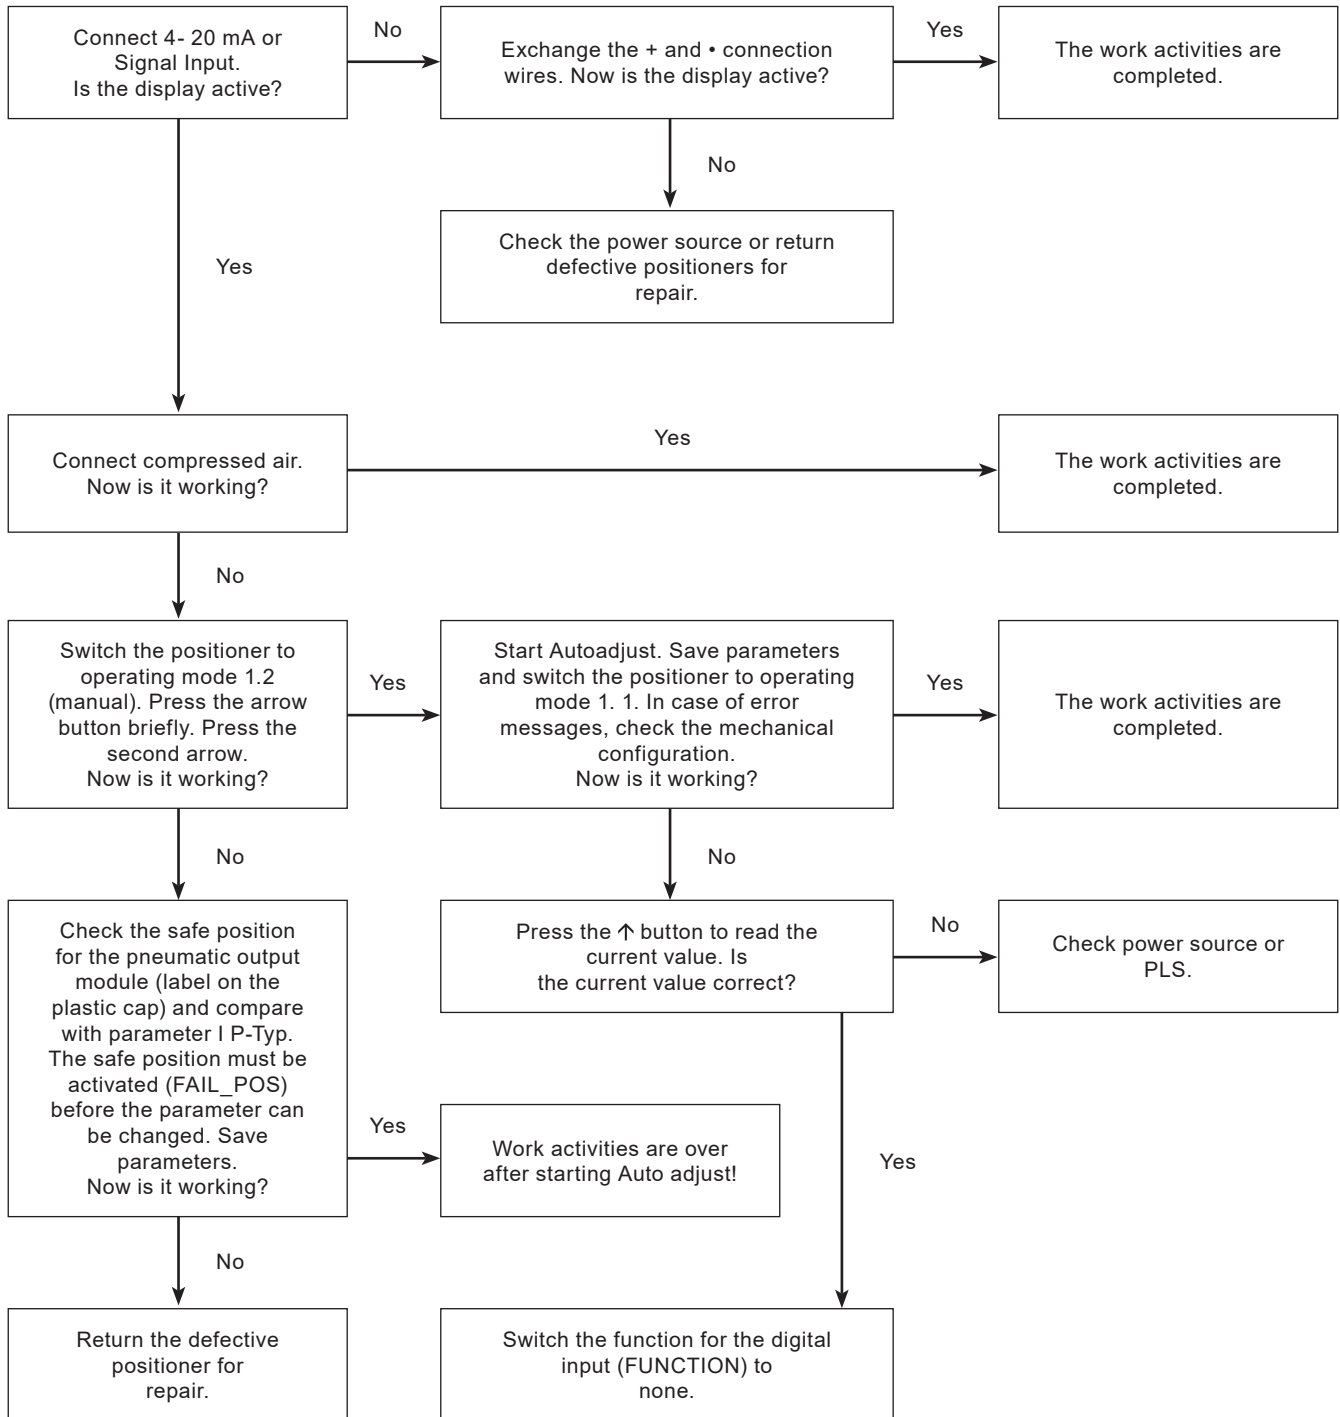 Connect 4- 20 mA or
Signal Input.
Is the display active?
No
Exchange the + and • connection
wires. Now is the display active?
Yes
The work activities are
completed.
No
Check the power source or return
defective positioners for
repair.
Yes
Connect compressed air.
Now is it working?
Yes
The work activities are
completed.
No
Switch the positioner to
operating mode 1.2
(manual). Press the arrow
button briefly. Press the
second arrow.
Now is it working?
Yes
Start Autoadjust. Save parameters
and switch the positioner to operating
mode 1. 1. In case of error
messages, check the mechanical
configuration.
Now is it working?
Yes
The work activities are
completed.
No
No
Check the safe position
for the pneumatic output
module (label on the
plastic cap) and compare
with parameter I P-Typ.
The safe position must be
activated (FAIL_POS)
before the parameter can
be changed. Save
parameters.
Now is it working?
Press the ↑ button to read the
current value. Is
the current value correct?
No
Check power source or
PLS.
Yes
Work activities are over
after starting Auto adjust!
Yes
No
Return the defective
positioner for
repair.
Switch the function for the digital
input (FUNCTION) to
none.